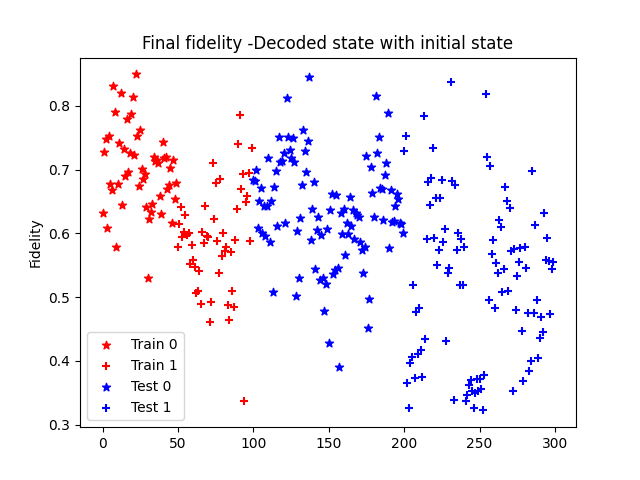 Final fidelity -Decoded state with initial state
Fidelity
0.8
0.7
0.6
0.5
0.4
0.3
Train 0
Train 1
Test 0
Test 1
0 50 100 150 200 250 300